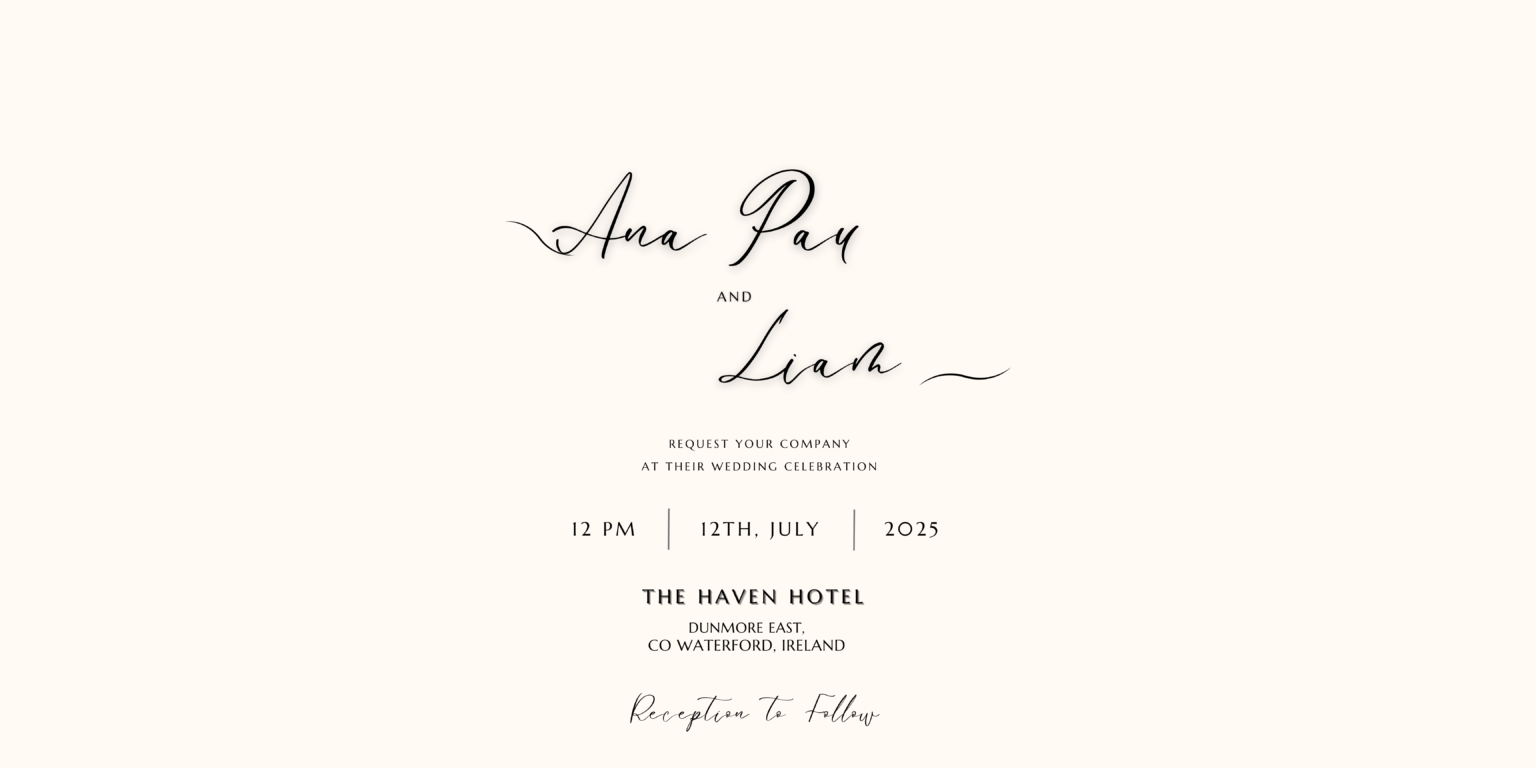 Ana Pau
AND
Liam
REQUEST YOUR COMPANY
AT THEIR WEDDING CELEBRATION
12 PM | 12TH, JULY | 2025
THE HAVEN HOTEL
DUNMORE EAST,
CO WATERFORD, IRELAND
Reception to Follow